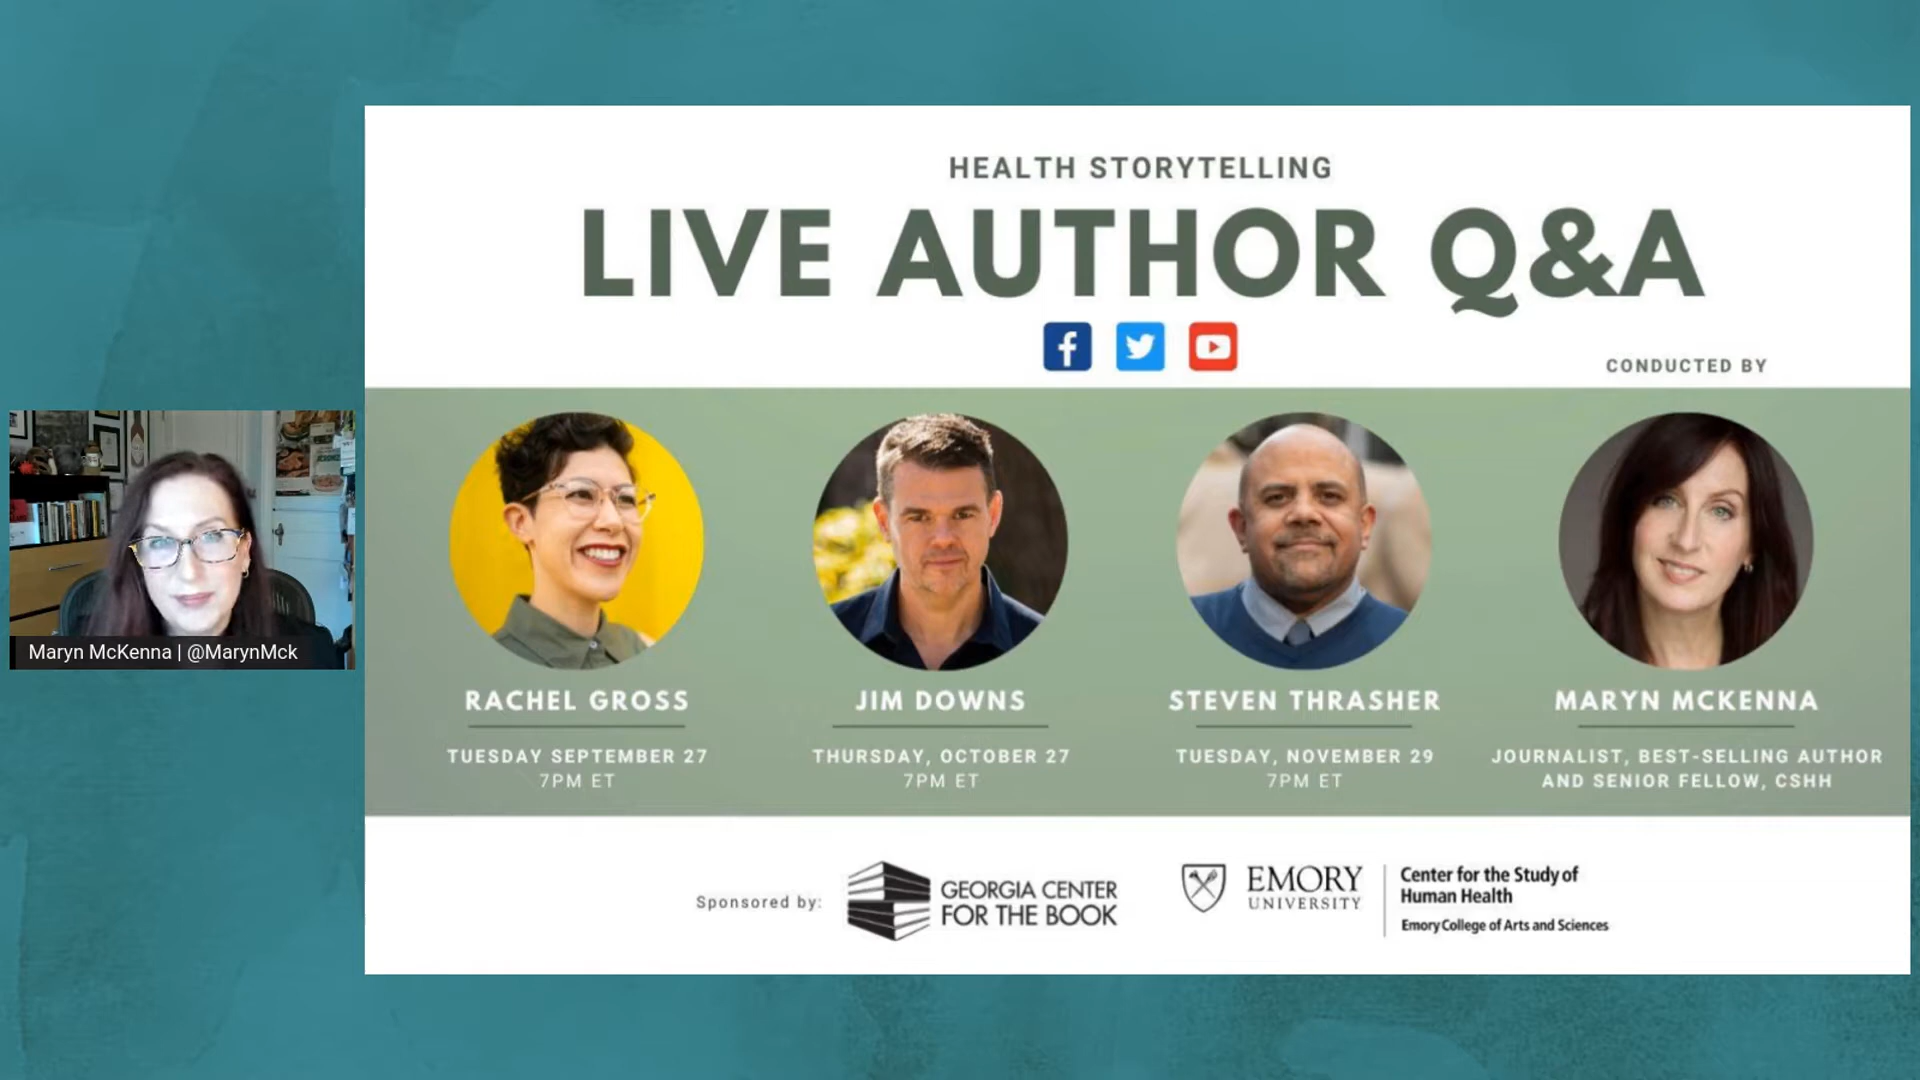 HEALTH STORYTELLING
LIVE AUTHOR Q&A
CONDUCTED BY
RACHEL GROSS
TUESDAY SEPTEMBER 27
7PM ET
JIM DOWNS
THURSDAY, OCTOBER 27
7PM ET
STEVEN THRASHER
TUESDAY, NOVEMBER 29
7PM ET
MARYN MCKENNA
JOURNALIST, BEST-SELLING AUTHOR
AND SENIOR FELLOW, CSHH
Maryn McKenna | @MarynMck
Sponsored by:
GEORGIA CENTER
FOR THE BOOK
EMORY
UNIVERSITY
Center for the Study of
Human Health
Emory College of Arts and Sciences